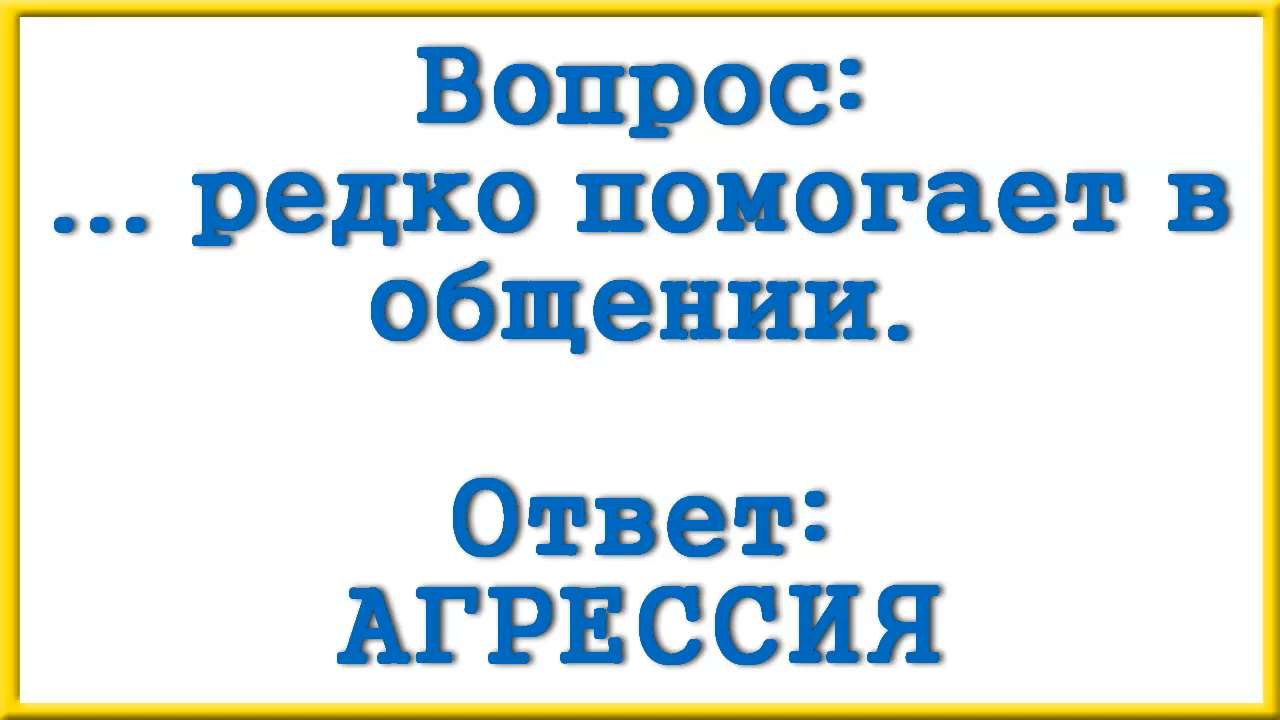 Вопрос:
... редко помогает в
общении.
Ответ:
АГРЕССИЯ